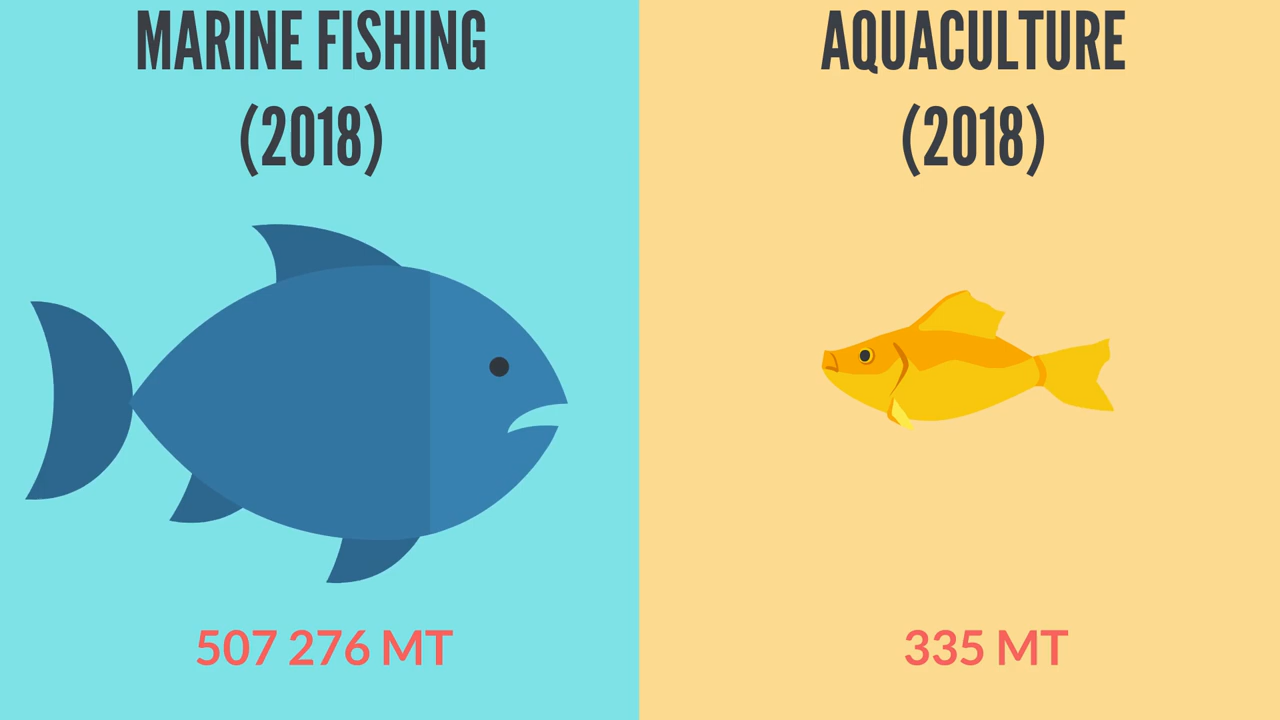 MARINE FISHING
(2018)
507 276 MT
AQUACULTURE
(2018)
335 MT